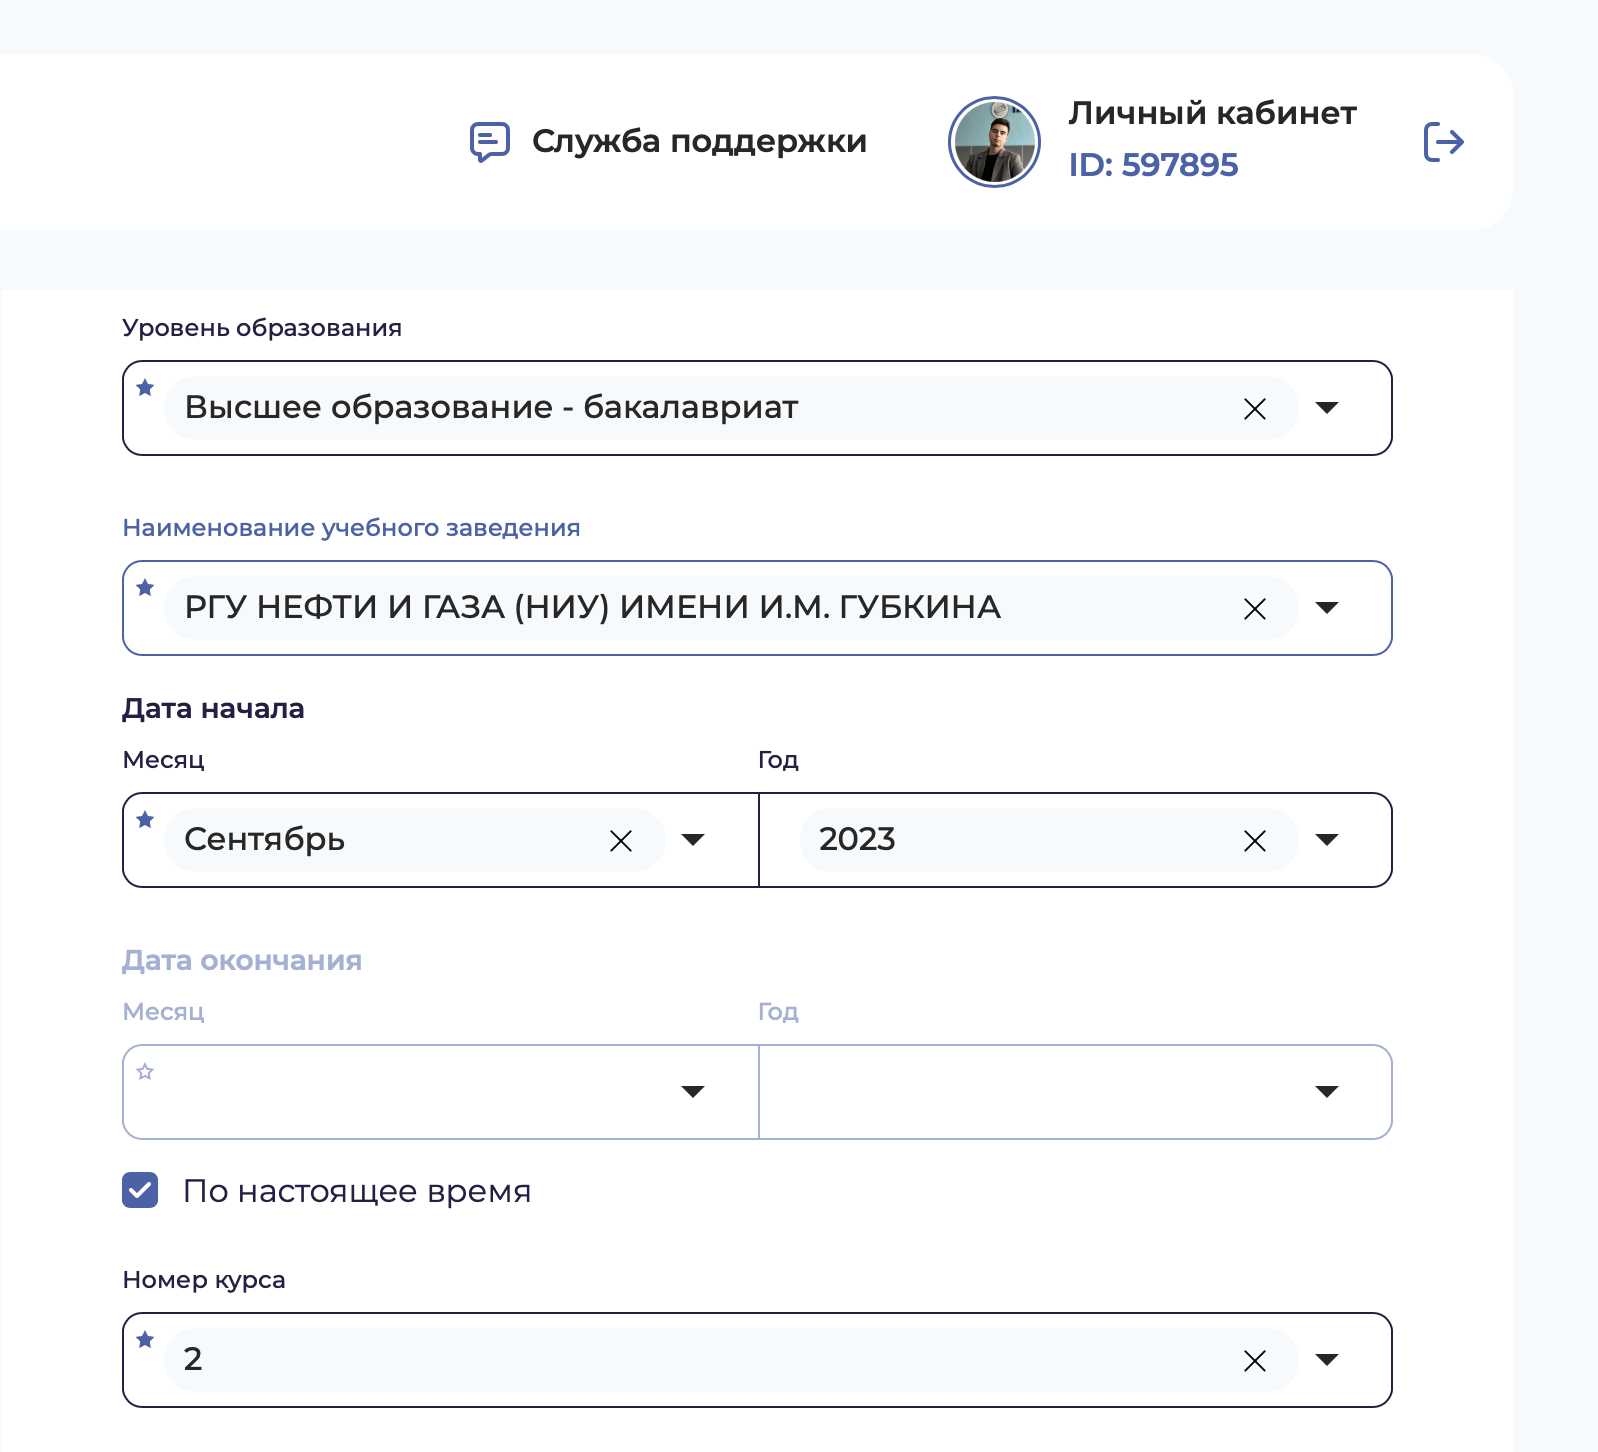 Служба поддержки
Личный кабинет
ID: 597895
Уровень образования
Высшее образование - бакалавриат
Наименование учебного заведения
РГУ НЕФТИ И ГАЗА (НИУ) ИМЕНИ И.М. ГУБКИНА
Дата начала
Месяц Год
Сентябрь 2023
Дата окончания
Месяц Год
По настоящее время
Номер курса
2